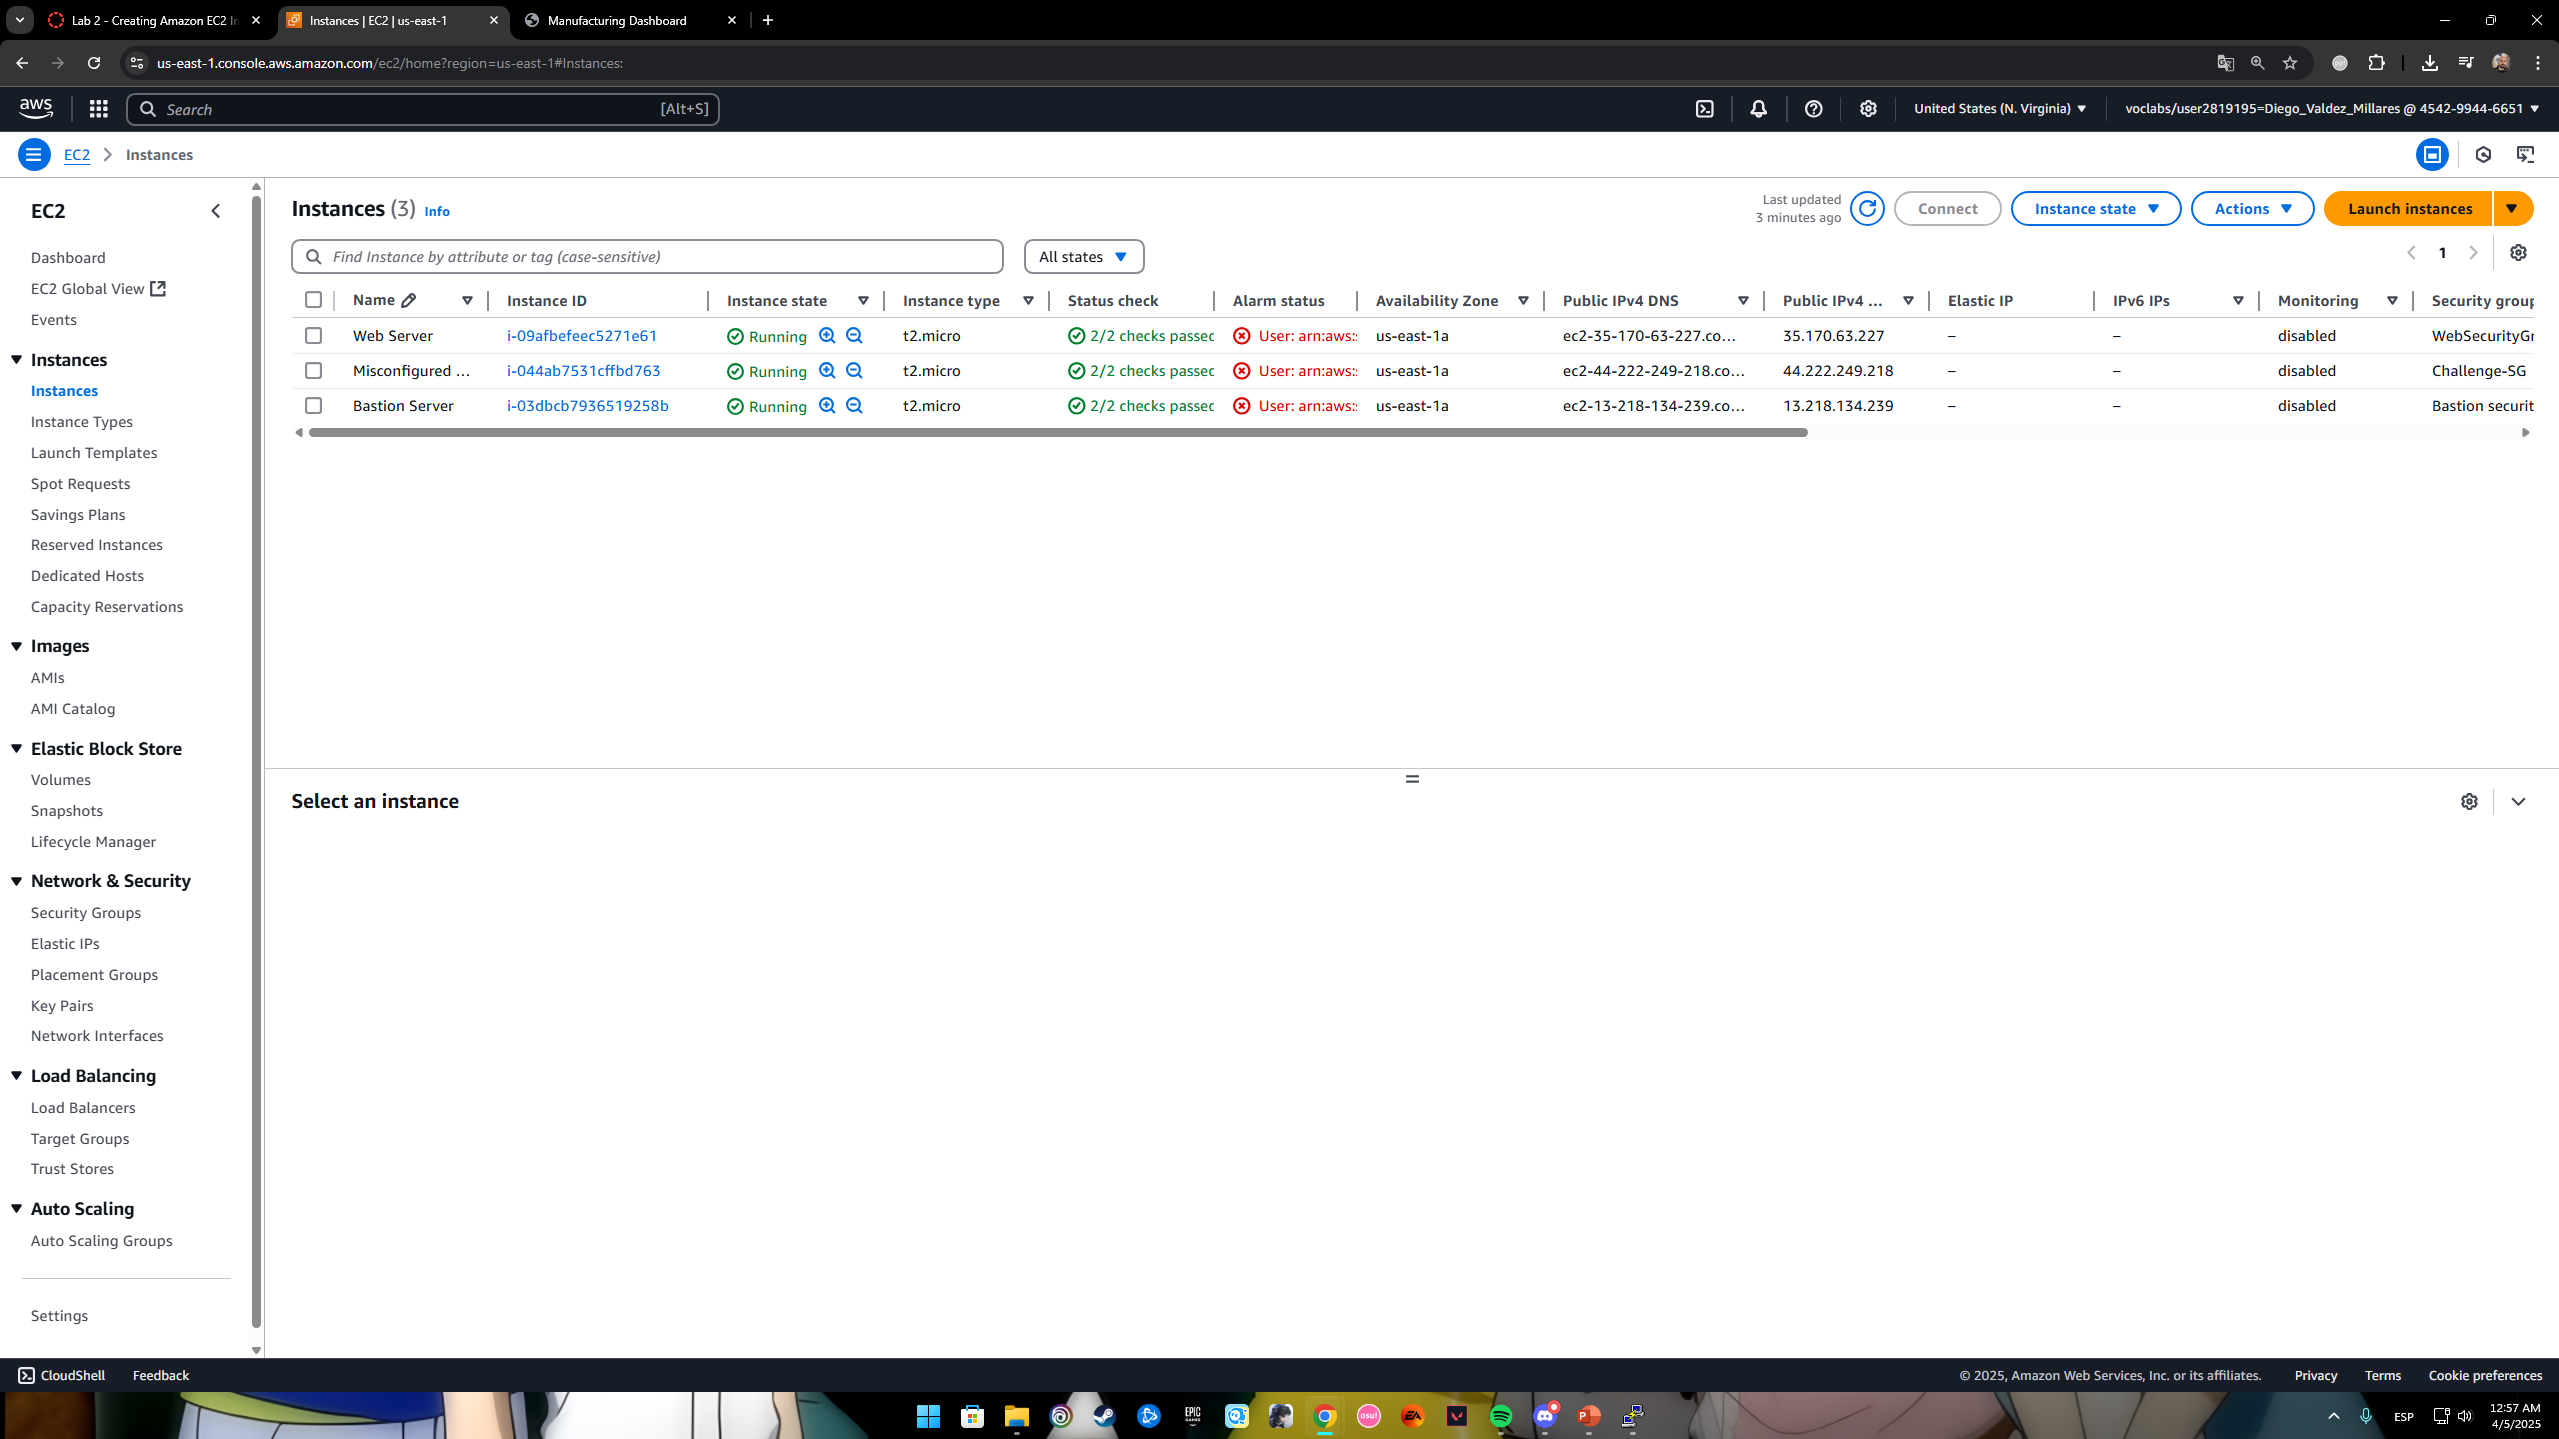 Lab 2 - Creating Amazon EC2 In
Instances | EC2 | us-east-1
Manufacturing Dashboard
us-east-1.console.aws.amazon.com/ec2/home?region=us-east-1#Instances:
aws
Search
[Alt+S]
United States (N. Virginia)
voclabs/user2819195=Diego_Valdez_Millares @ 4542-9944-6651
EC2
Instances
EC2
Dashboard
EC2 Global View
Events
Instances
Instances
Instance Types
Launch Templates
Spot Requests
Savings Plans
Reserved Instances
Dedicated Hosts
Capacity Reservations
Images
AMIs
AMI Catalog
Elastic Block Store
Volumes
Snapshots
Lifecycle Manager
Network & Security
Security Groups
Elastic IPs
Placement Groups
Key Pairs
Network Interfaces
Load Balancing
Load Balancers
Target Groups
Trust Stores
Auto Scaling
Auto Scaling Groups
Settings
Instances (3) Info
Last updated
3 minutes ago
Connect
Instance state
Actions
Launch instances
Find Instance by attribute or tag (case-sensitive)
All states
1
Name Instance ID Instance state Instance type Status check Alarm status Availability Zone Public IPv4 DNS Public IPv4 ... Elastic IP IPv6 IPs Monitoring Security group
Web Server i-09afbefeec5271e61 Running t2.micro 2/2 checks passed User: arn:aws:s us-east-1a ec2-35-170-63-227.co... 35.170.63.227 – – disabled WebSecurityGr
Misconfigured ... i-044ab7531cffbd763 Running t2.micro 2/2 checks passed User: arn:aws:s us-east-1a ec2-44-222-249-218.co... 44.222.249.218 – – disabled Challenge-SG
Bastion Server i-03dbcb7936519258b Running t2.micro 2/2 checks passed User: arn:aws:s us-east-1a ec2-13-218-134-239.co... 13.218.134.239 – – disabled Bastion securit
Select an instance
CloudShell
Feedback
© 2025, Amazon Web Services, Inc. or its affiliates.
Privacy
Terms
Cookie preferences
EPIC
GAMES
osu!
EA
ESP
12:57 AM
4/5/2025